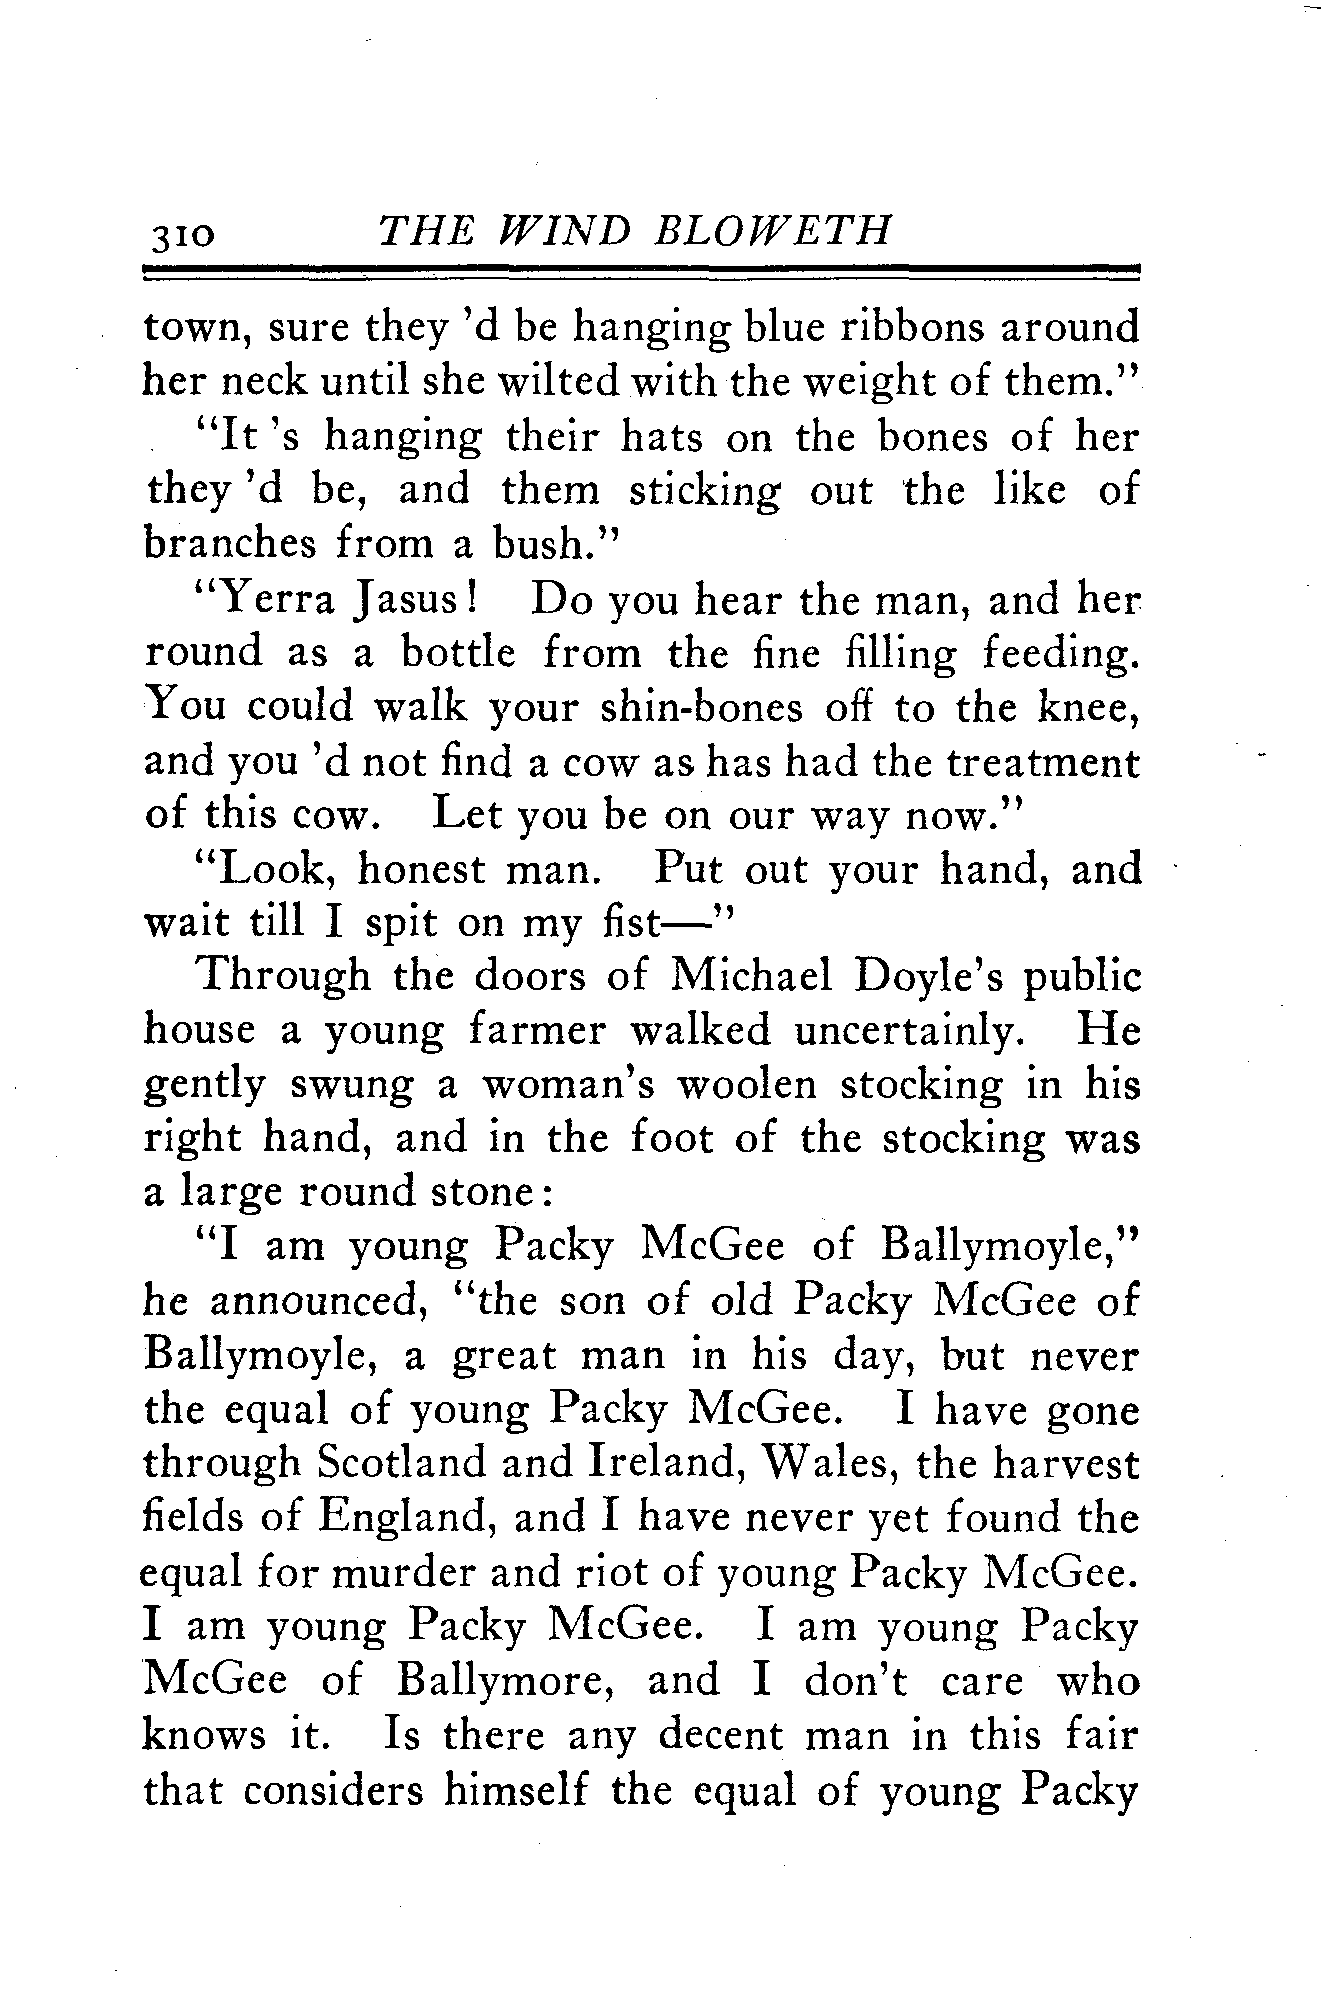 310 THE WIND BLOWETH
town, sure they 'd be hanging blue ribbons around
her neck until she wilted with the weight of them."
"It 's hanging their hats on the bones of her
they 'd be, and them sticking out the like of
branches from a bush."
"Yerra Jasus! Do you hear the man, and her
round as a bottle from the fine filling feeding.
You could walk your shin-bones off to the knee,
and you 'd not find a cow as has had the treatment
of this cow. Let you be on our way now."
"Look, honest man. Put out your hand, and
wait till I spit on my fist—"
Through the doors of Michael Doyle's public
house a young farmer walked uncertainly. He
gently swung a woman's woolen stocking in his
right hand, and in the foot of the stocking was
a large round stone:
"I am young Packy McGee of Ballymoyle,"
he announced, "the son of old Packy McGee of
Ballymoyle, a great man in his day, but never
the equal of young Packy McGee. I have gone
through Scotland and Ireland, Wales, the harvest
fields of England, and I have never yet found the
equal for murder and riot of young Packy McGee.
I am young Packy McGee. I am young Packy
McGee of Ballymore, and I don't care who
knows it. Is there any decent man in this fair
that considers himself the equal of young Packy